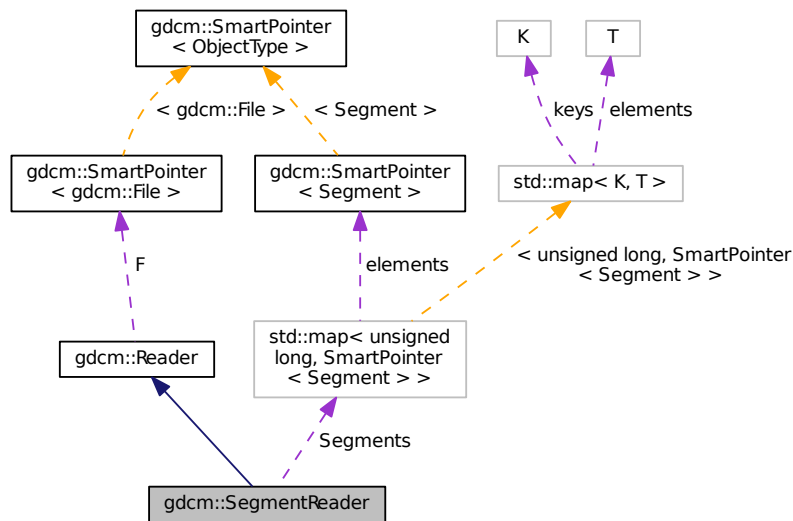 gdcm::SmartPointer
< ObjectType >
K
T
< gdcm::File >
< Segment >
keys
elements
gdcm::SmartPointer
< gdcm::File >
gdcm::SmartPointer
< Segment >
std::map< K, T >
F
elements
< unsigned long, SmartPointer
< Segment > >
gdcm::Reader
std::map< unsigned
long, SmartPointer
< Segment > >
Segments
gdcm::SegmentReader